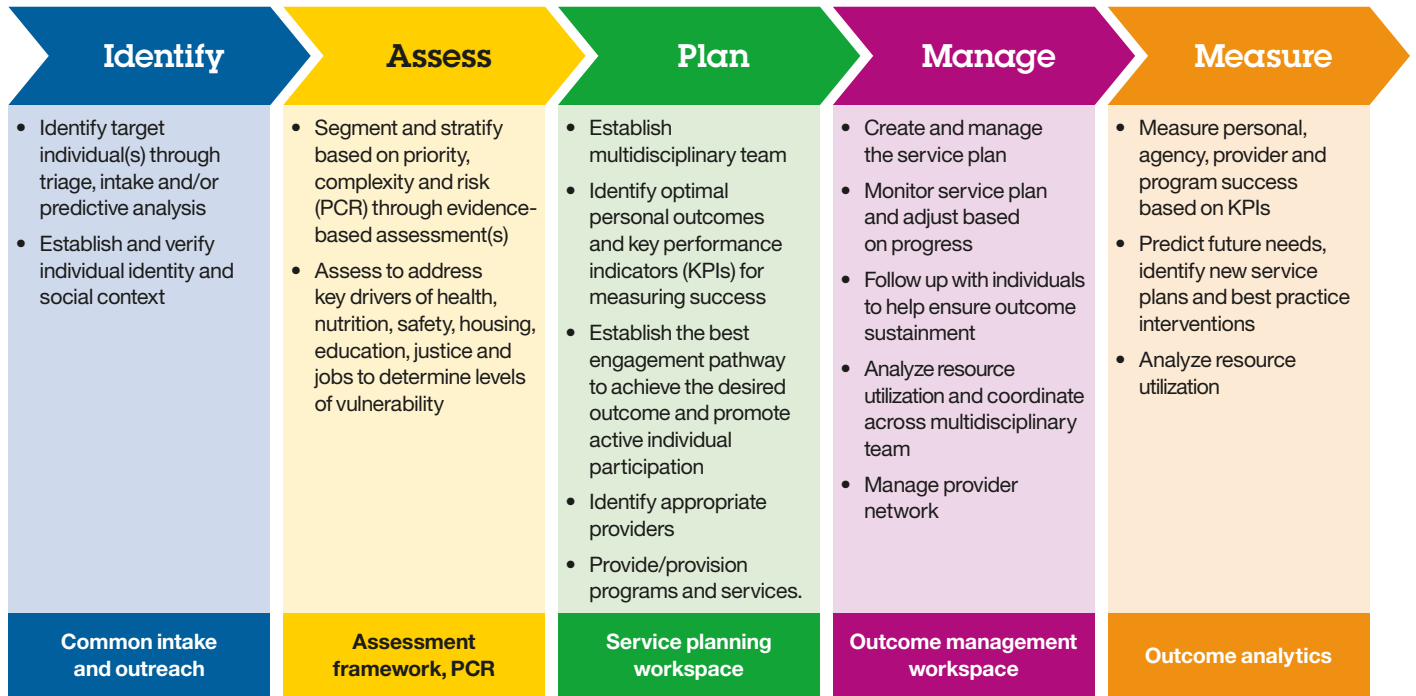 Identify
Assess
Plan
Manage
Measure
• Identify target
individual(s) through
triage, intake and/or
predictive analysis
• Establish and verify
individual identity and
social context
• Segment and stratify
based on priority,
complexity and risk
(PCR) through evidence-
based assessment(s)
• Assess to address
key drivers of health,
nutrition, safety, housing,
education, justice and
jobs to determine levels
of vulnerability
• Establish
multidisciplinary team
• Identify optimal
personal outcomes
and key performance
indicators (KPIs) for
measuring success
• Establish the best
engagement pathway
to achieve the desired
outcome and promote
active individual
participation
• Identify appropriate
providers
• Provide/provision
programs and services.
• Create and manage
the service plan
• Monitor service plan
and adjust based
on progress
• Follow up with individuals
to help ensure outcome
sustainment
• Analyze resource
utilization and coordinate
across multidisciplinary
team
• Manage provider
network
• Measure personal,
agency, provider and
program success
based on KPIs
• Predict future needs,
identify new service
plans and best practice
interventions
• Analyze resource
utilization
Common intake
and outreach
Assessment
framework, PCR
Service planning
workspace
Outcome management
workspace
Outcome analytics